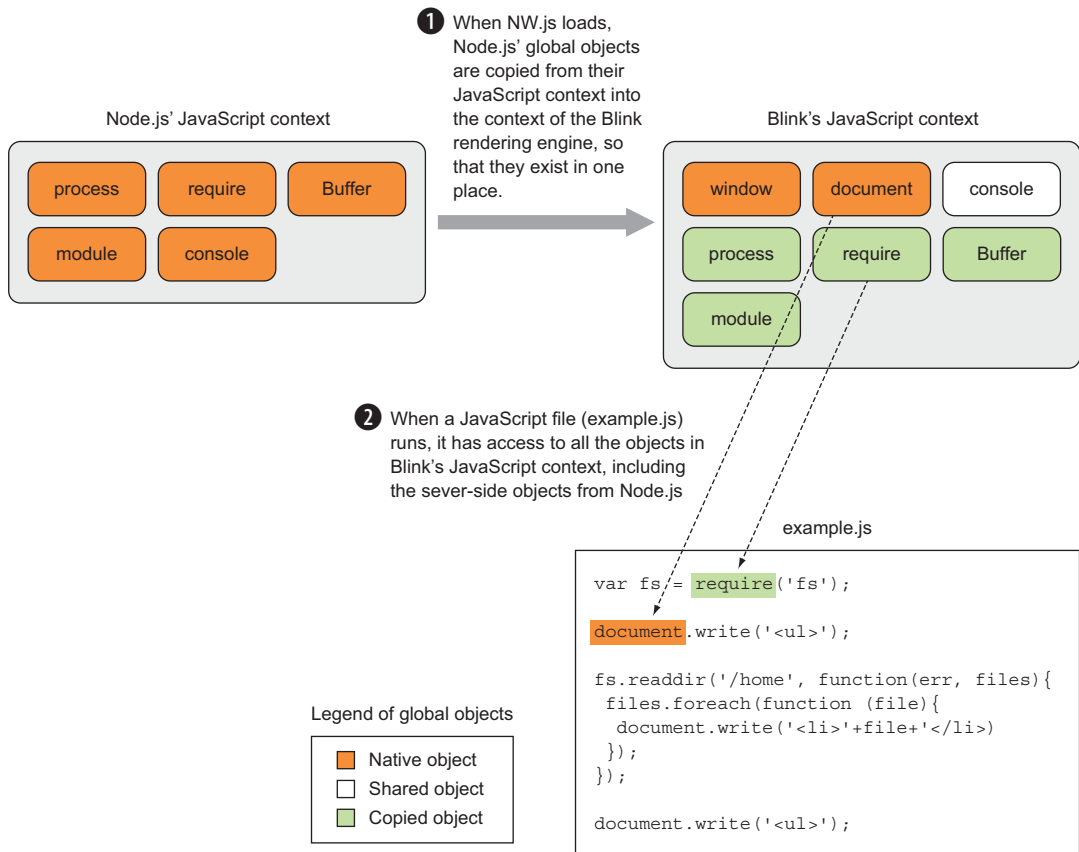 1 When NW.js loads,
Node.js’ global objects
are copied from their
JavaScript context into
the context of the Blink
rendering engine, so
that they exist in one
place.
Node.js’ JavaScript context
process require Buffer
module console
Blink’s JavaScript context
window document console
process require Buffer
module
2 When a JavaScript file (example.js)
runs, it has access to all the objects in
Blink’s JavaScript context, including
the sever-side objects from Node.js
example.js
var fs = require('fs');
document.write('<ul>');
fs.readdir('/home', function(err, files){
files.foreach(function (file){
document.write('<li>'+file+'</li>)
});
});
document.write('<ul>');
Legend of global objects
Native object
Shared object
Copied object